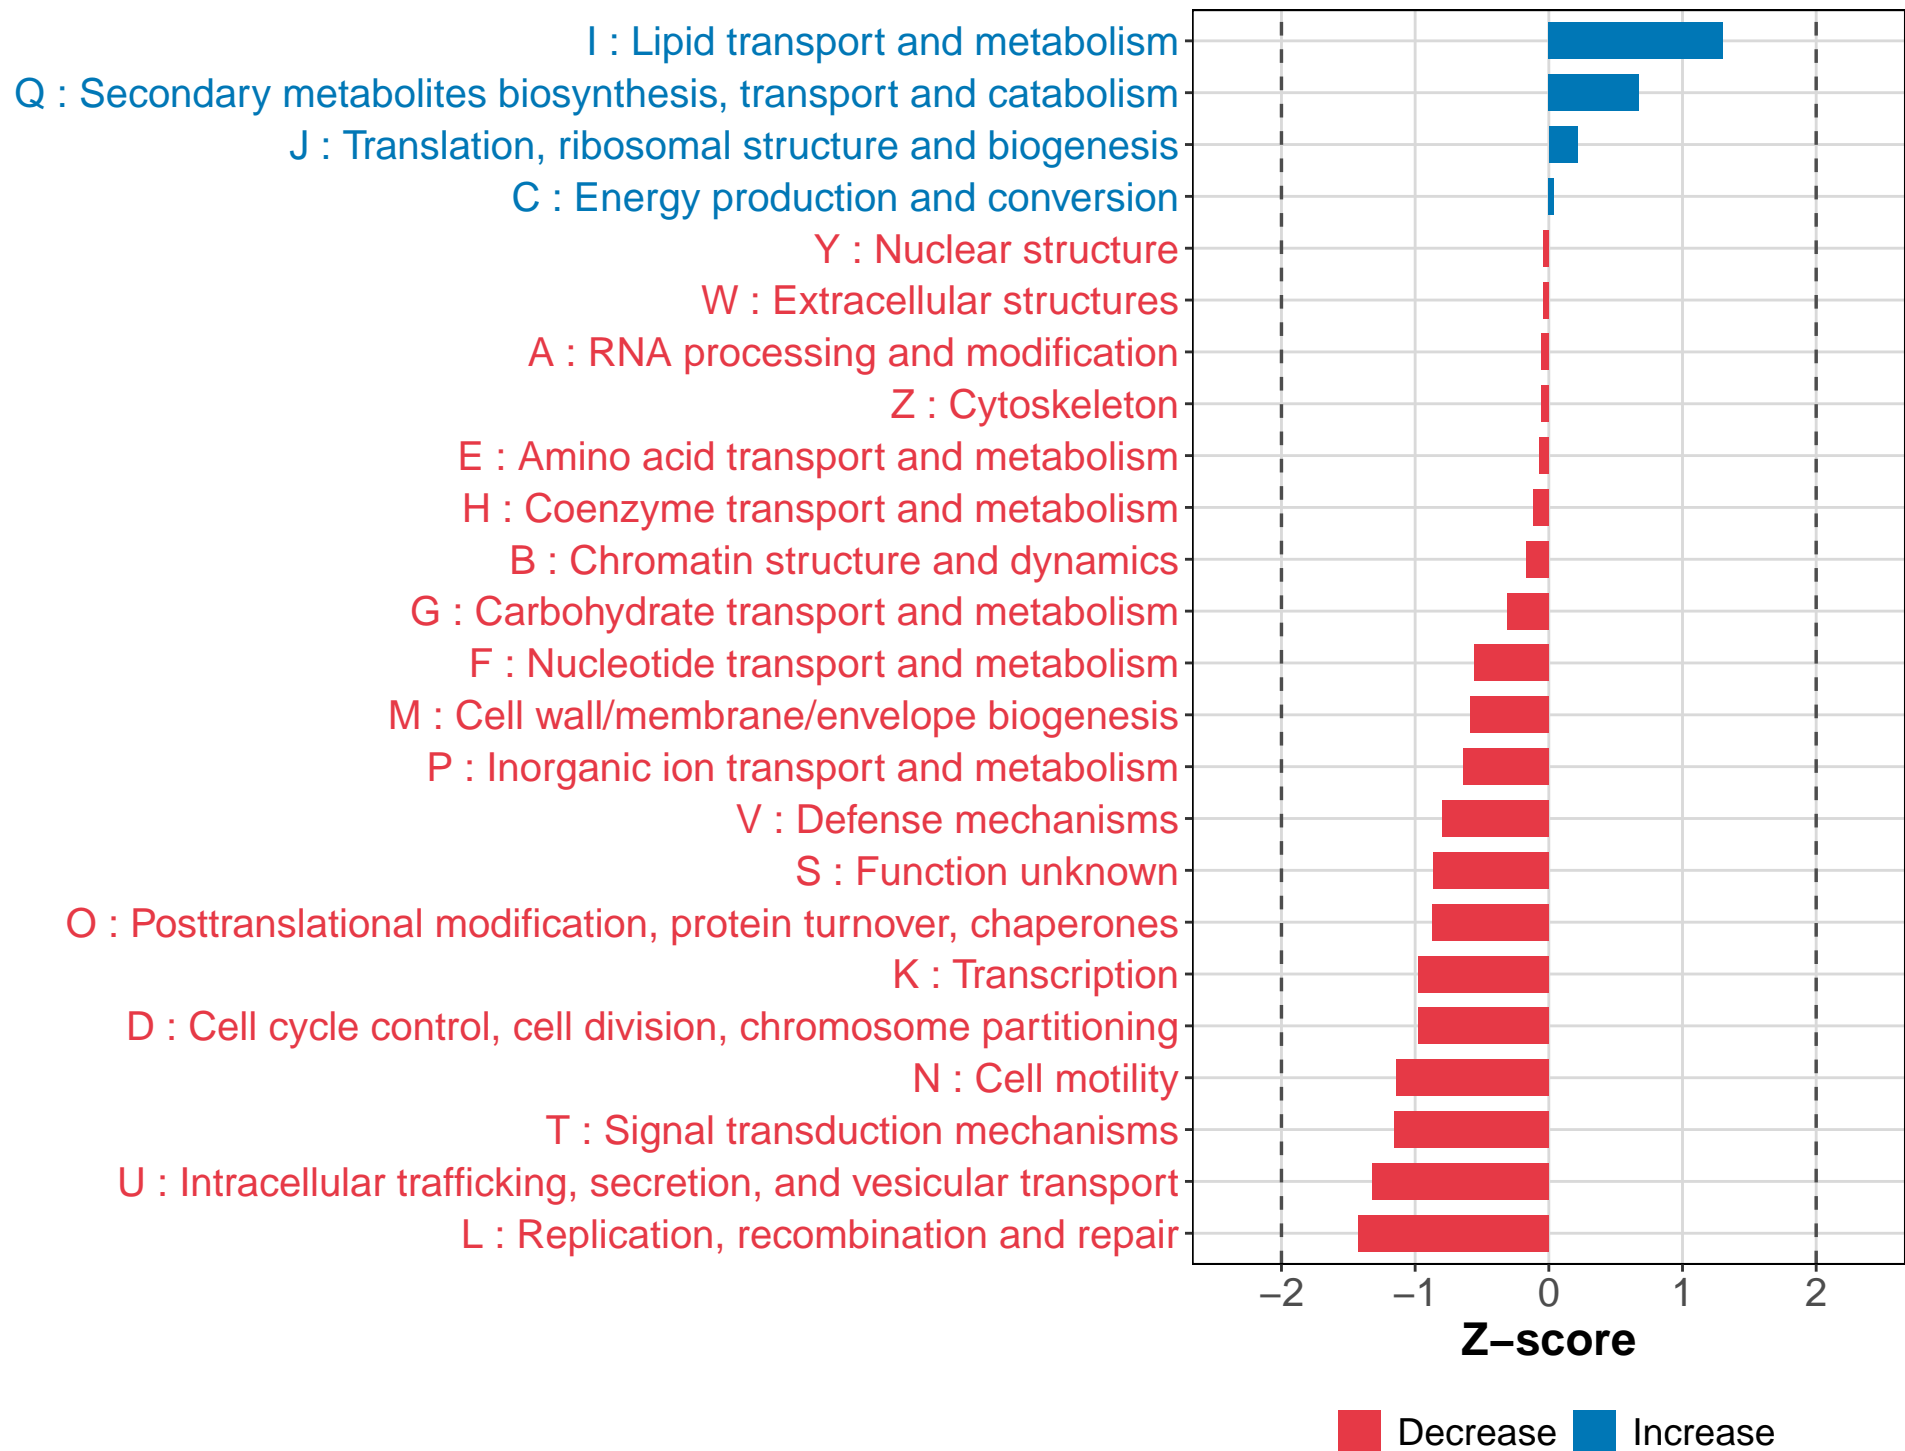 I : Lipid transport and metabolism
Q : Secondary metabolites biosynthesis, transport and catabolism
J : Translation, ribosomal structure and biogenesis
C : Energy production and conversion
Y : Nuclear structure
W : Extracellular structures
A : RNA processing and modification
Z : Cytoskeleton
E : Amino acid transport and metabolism
H : Coenzyme transport and metabolism
B : Chromatin structure and dynamics
G : Carbohydrate transport and metabolism
F : Nucleotide transport and metabolism
M : Cell wall/membrane/envelope biogenesis
P : Inorganic ion transport and metabolism
V : Defense mechanisms
S : Function unknown
O : Posttranslational modification, protein turnover, chaperones
K : Transcription
D : Cell cycle control, cell division, chromosome partitioning
N : Cell motility
T : Signal transduction mechanisms
U : Intracellular trafficking, secretion, and vesicular transport
L : Replication, recombination and repair
−2 −1 0 1 2
Z−score
Decrease Increase